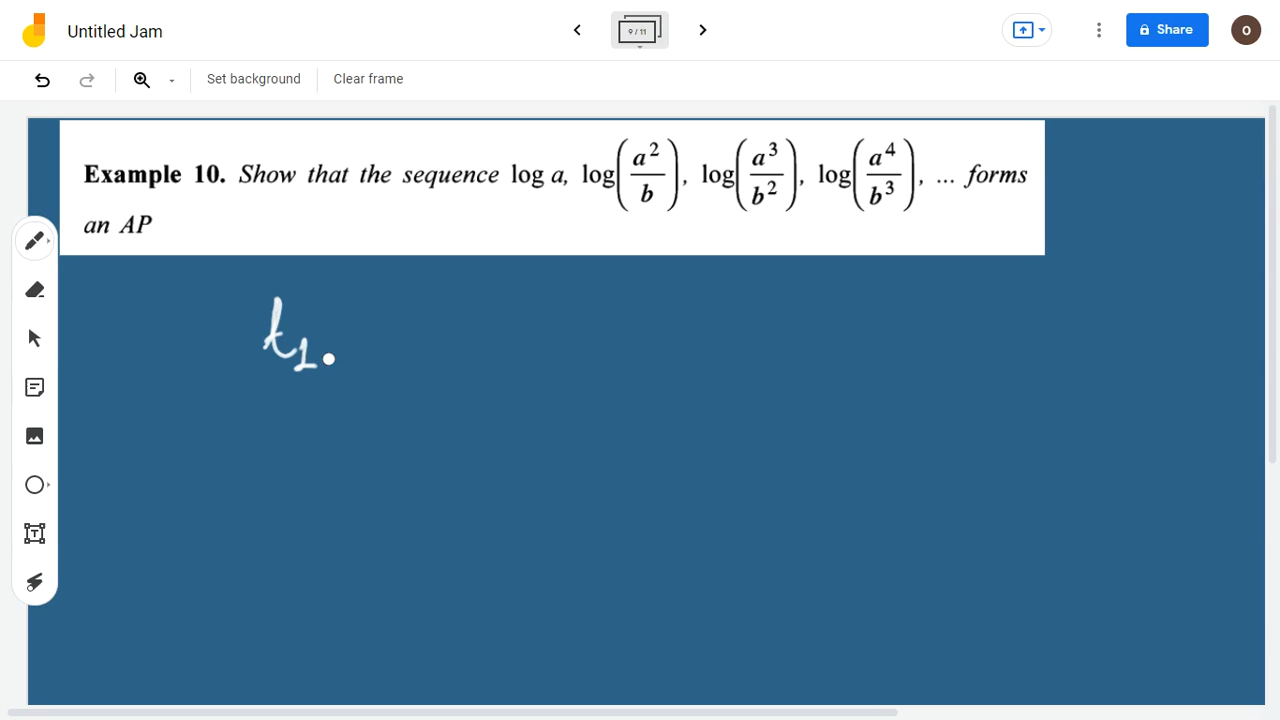 Untitled Jam
9 / 11
Share
O
Set background
Clear frame
Example 10. Show that the sequence log a, log(a²/b), log(a³/b²), log(a⁴/b³), ... forms
an AP
t₁
T